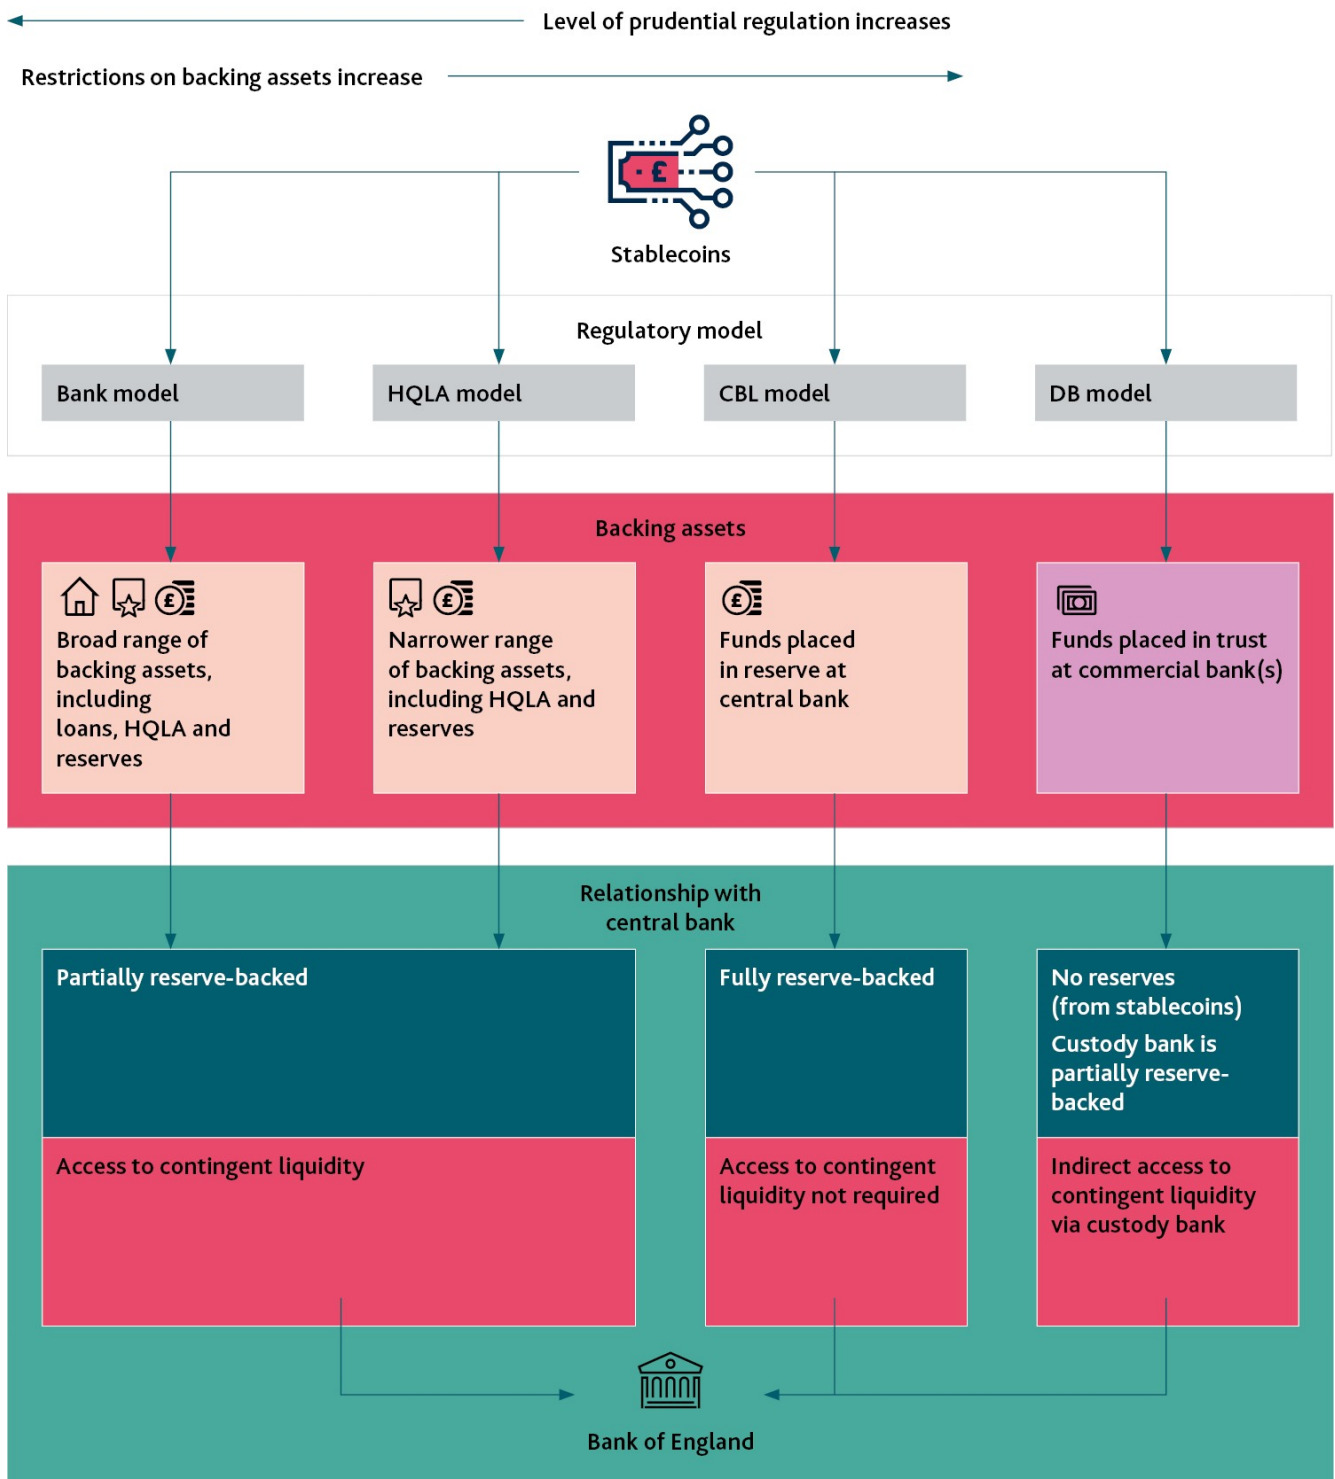 Level of prudential regulation increases
Restrictions on backing assets increase
£
Stablecoins
Regulatory model
Bank model
HQLA model
CBL model
DB model
Backing assets
£
Broad range of
backing assets,
including
loans, HQLA and
reserves
£
Narrower range
of backing assets,
including HQLA and
reserves
£
Funds placed
in reserve at
central bank
Funds placed in trust
at commercial bank(s)
Relationship with
central bank
Partially reserve-backed
Fully reserve-backed
No reserves
(from stablecoins)
Custody bank is
partially reserve-
backed
Access to contingent liquidity
Access to contingent
liquidity not required
Indirect access to
contingent liquidity
via custody bank
Bank of England